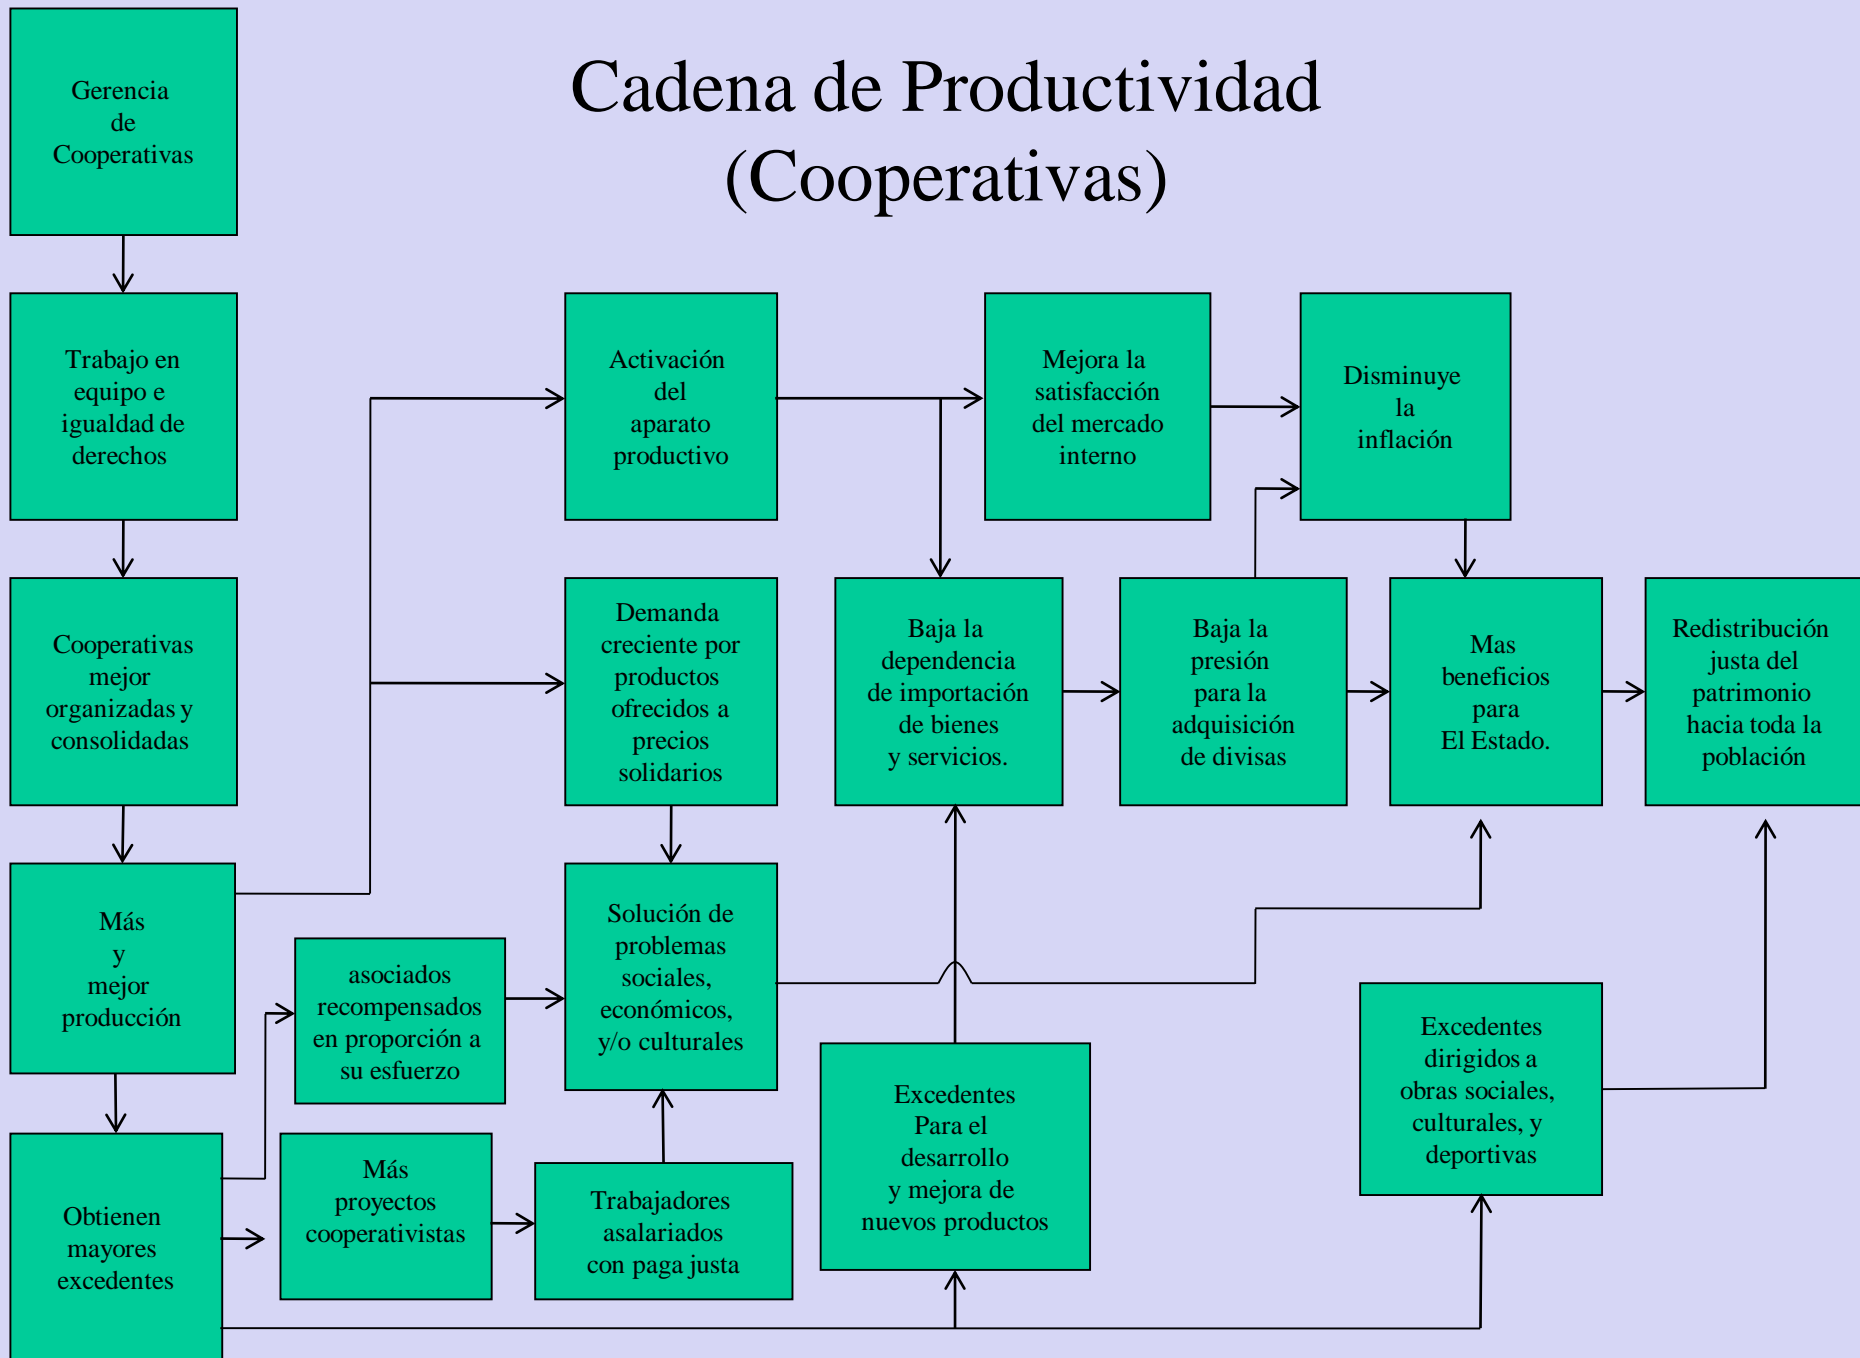 Cadena de Productividad
(Cooperativas)
Gerencia
de
Cooperativas
Trabajo en
equipo e
igualdad de
derechos
Cooperativas
mejor
organizadas y
consolidadas
Más
y
mejor
producción
Obtienen
mayores
excedentes
asociados
recompensados
en proporción a
su esfuerzo
Más
proyectos
cooperativistas
Trabajadores
asalariados
con paga justa
Activación
del
aparato
productivo
Demanda
creciente por
productos
ofrecidos a
precios
solidarios
Solución de
problemas
sociales,
económicos,
y/o culturales
Mejora la
satisfacción
del mercado
interno
Disminuye
la
inflación
Baja la
dependencia
de importación
de bienes
y servicios.
Baja la
presión
para la
adquisición
de divisas
Mas
beneficios
para
El Estado.
Redistribución
justa del
patrimonio
hacia toda la
población
Excedentes
Para el
desarrollo
y mejora de
nuevos productos
Excedentes
dirigidos a
obras sociales,
culturales, y
deportivas